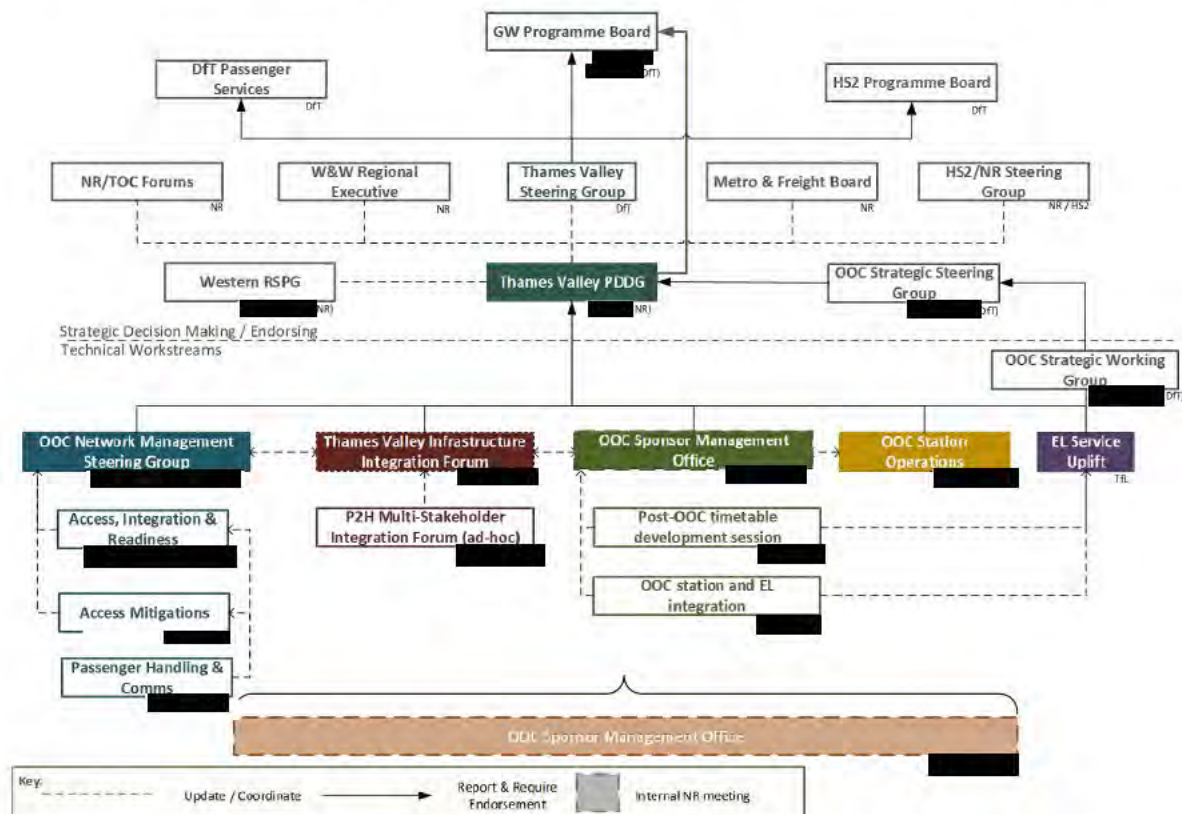 GW Programme Board
DfT)
DfT Passenger
Services
DfT
HS2 Programme Board
DfT
NR/TOC Forums
NR
W&W Regional
Executive
NR
Thames Valley
Steering Group
DfT
Metro & Freight Board
NR
HS2/NR Steering
Group
NR / HS2
Western RSPG
NR)
Thames Valley PDDG
NR)
OOC Strategic Steering
Group
DfT)
Strategic Decision Making / Endorsing
Technical Workstreams
OOC Strategic Working
Group
DfT)
OOC Network Management
Steering Group
Thames Valley Infrastructure
Integration Forum
OOC Sponsor Management
Office
OOC Station
Operations
EL Service
Uplift
TfL
Access, Integration &
Readiness
P2H Multi-Stakeholder
Integration Forum (ad-hoc)
Post-OOC timetable
development session
OOC station and EL
integration
Access Mitigations
Passenger Handling &
Comms
OOC Sponsor Management Office
Key:
Update / Coordinate
Report & Require
Endorsement
Internal NR meeting